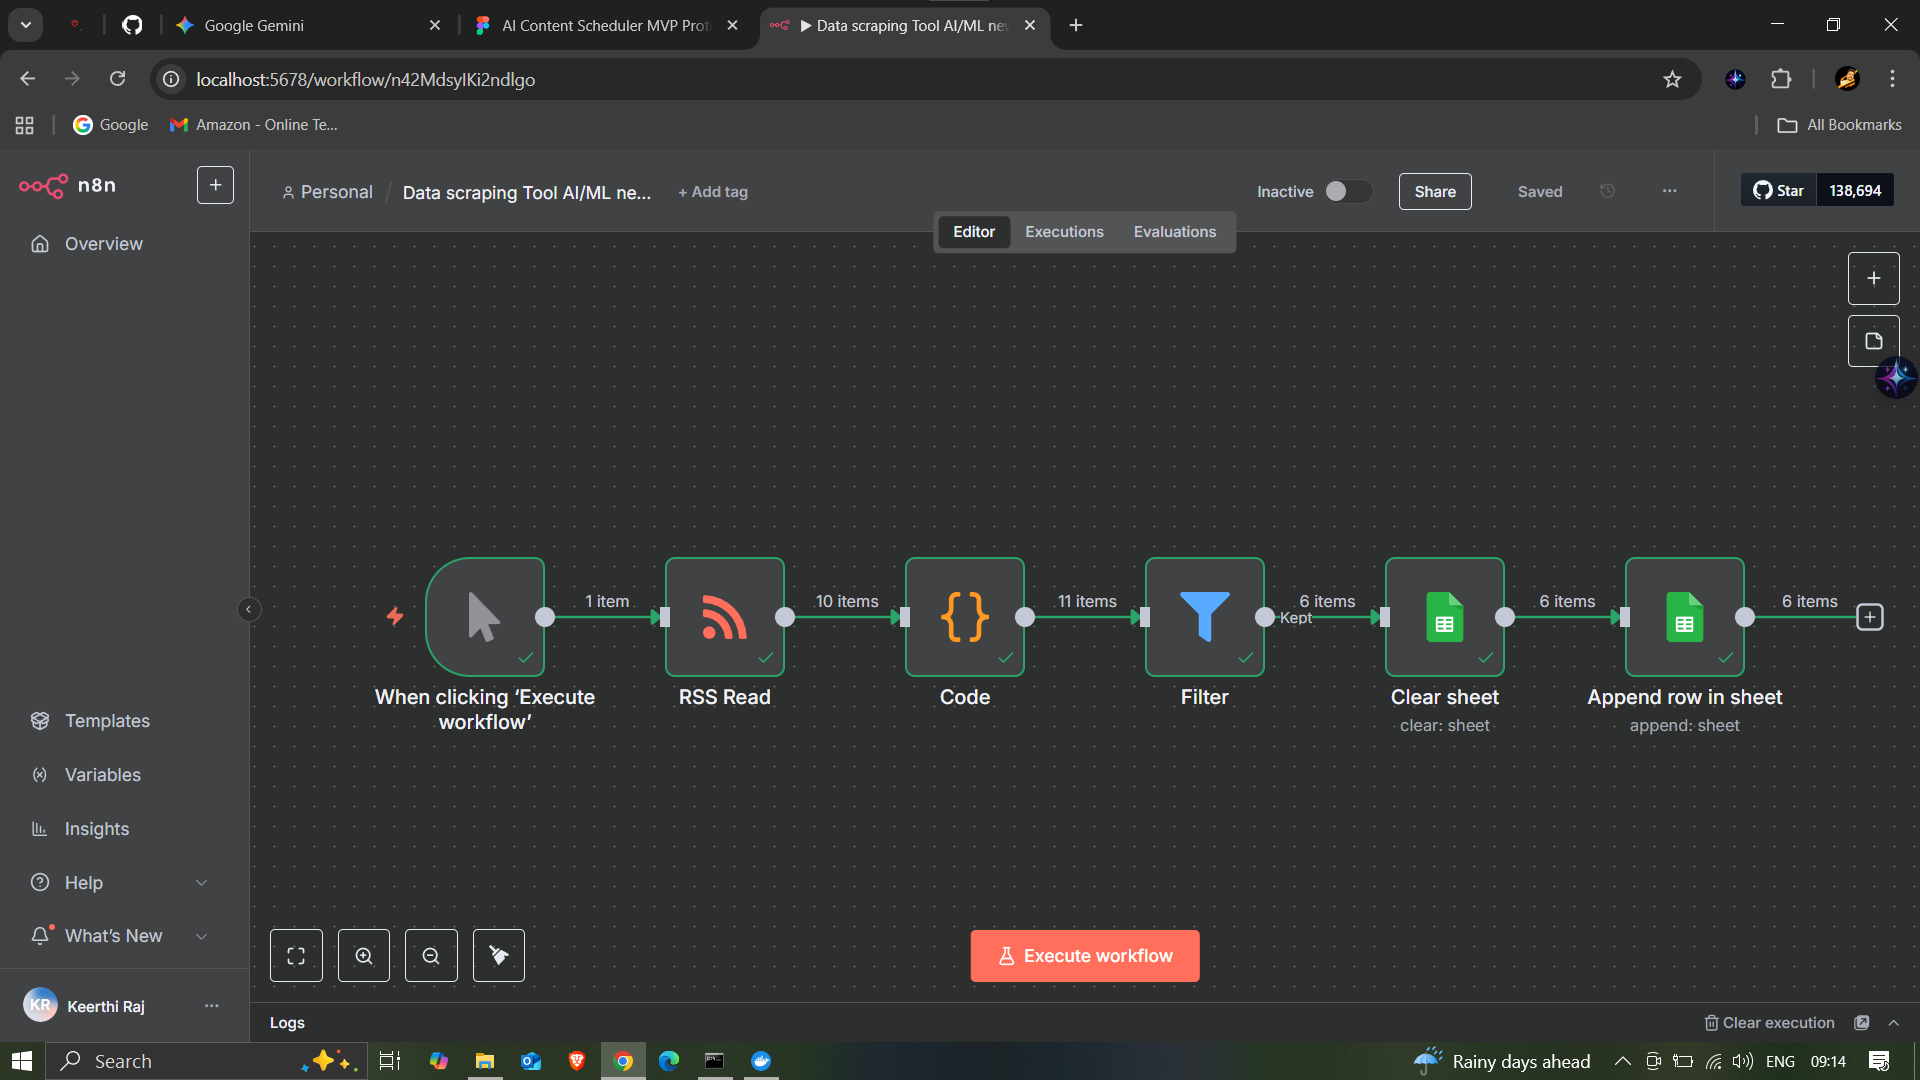 Google Gemini
AI Content Scheduler MVP Prot
Data scraping Tool AI/ML ne
localhost:5678/workflow/n42MdsyIKi2ndlgo
Google
Amazon - Online Te...
All Bookmarks
n8n
Personal / Data scraping Tool AI/ML ne...
+ Add tag
Inactive
Share
Saved
Star
138,694
Editor
Executions
Evaluations
Overview
1 item
10 items
11 items
6 items
6 items
6 items
Kept
When clicking ‘Execute workflow’
RSS Read
Code
Filter
Clear sheet
clear: sheet
Append row in sheet
append: sheet
Templates
Variables
Insights
Help
What’s New
Execute workflow
KR
Keerthi Raj
Logs
Clear execution
Search
Rainy days ahead
ENG
09:14